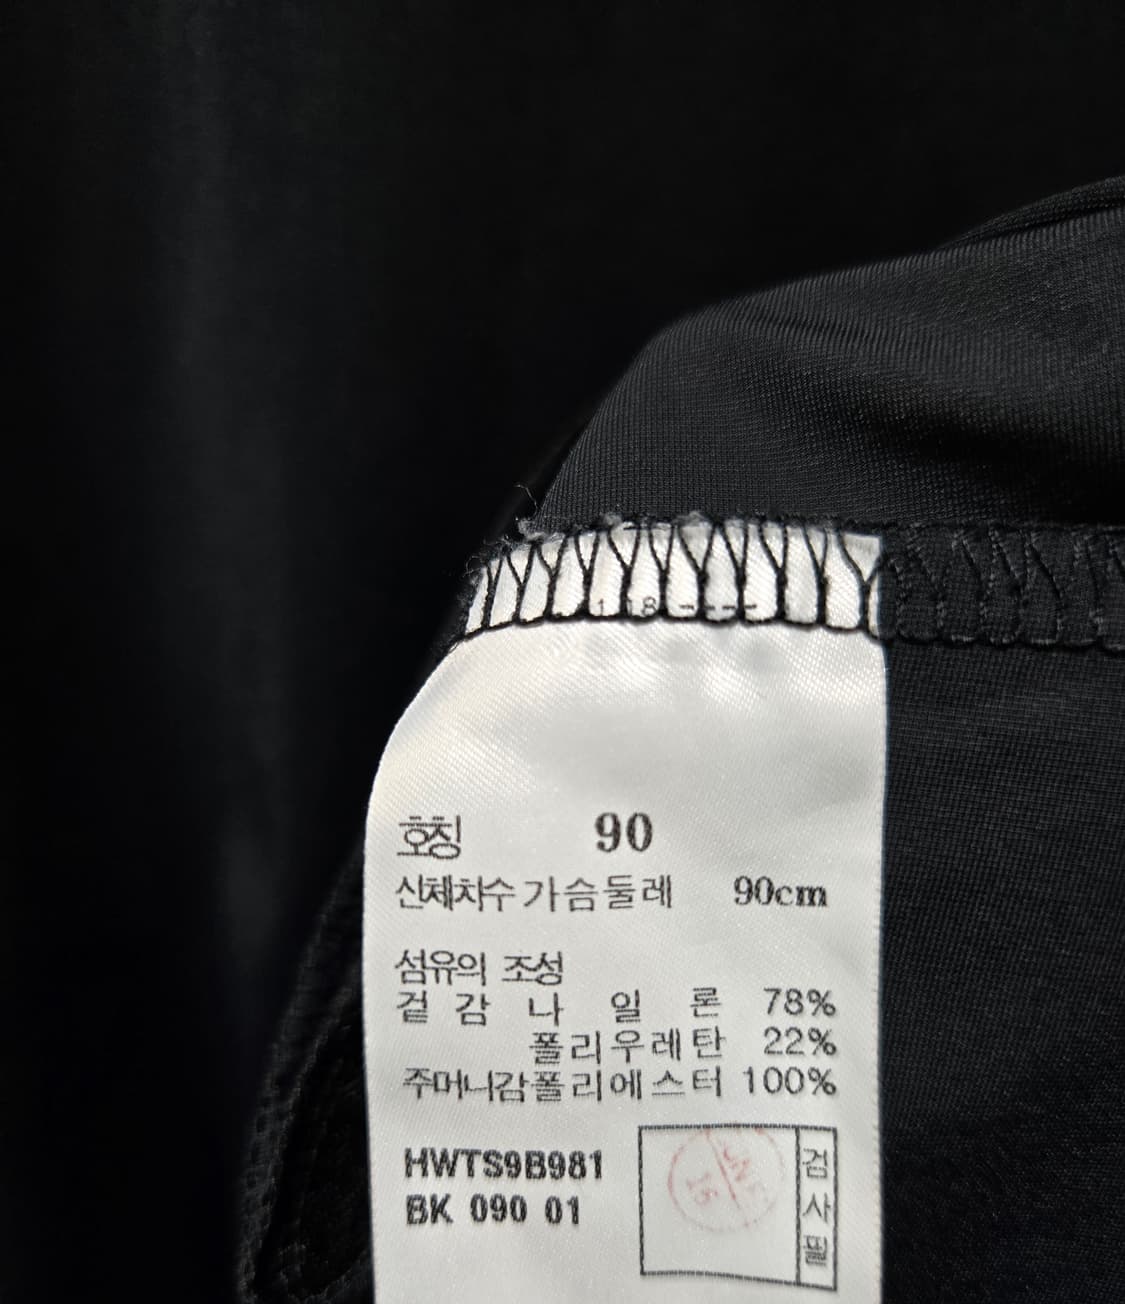 호칭 90
신체치수 가슴둘레 90cm
섬유의 조성
겉감 나일론 78%
폴리우레탄 22%
주머니감 폴리에스터 100%
HWTS9B981
BK 090 01
검사필